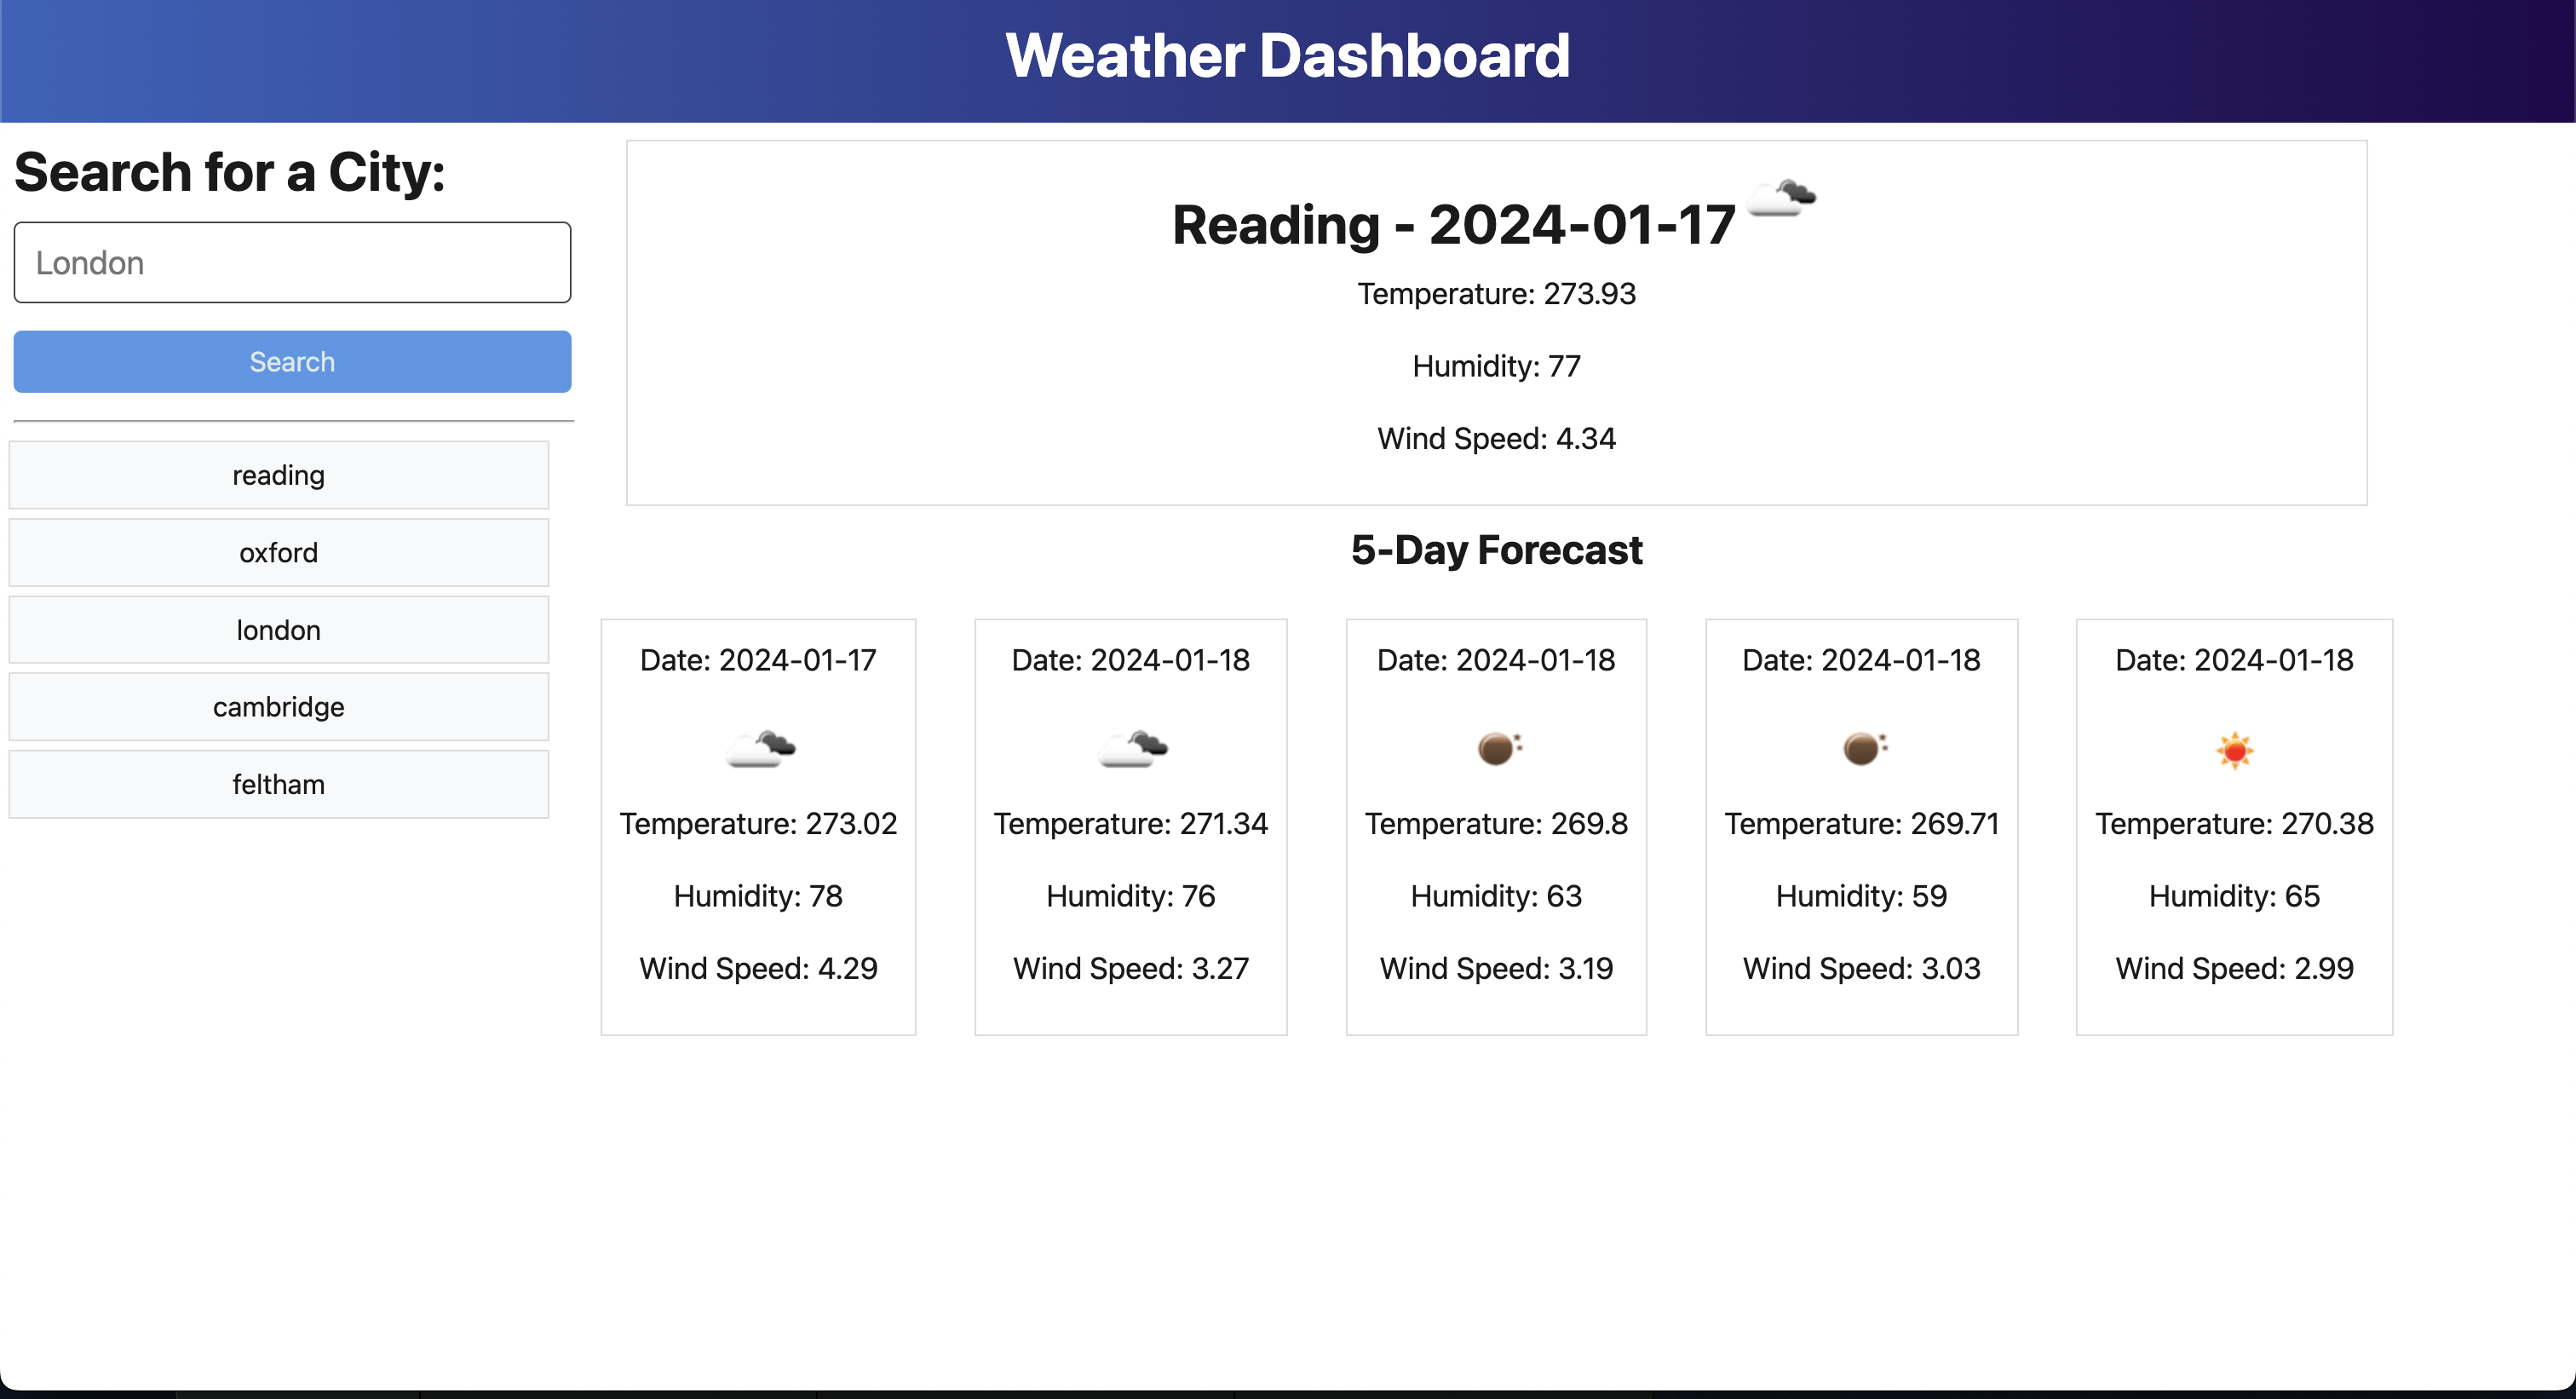 Weather Dashboard
Search for a City:
London
Search
reading
oxford
london
cambridge
feltham
Reading - 2024-01-17
Temperature: 273.93
Humidity: 77
Wind Speed: 4.34
5-Day Forecast
Date: 2024-01-17
Temperature: 273.02
Humidity: 78
Wind Speed: 4.29
Date: 2024-01-18
Temperature: 271.34
Humidity: 76
Wind Speed: 3.27
Date: 2024-01-18
Temperature: 269.8
Humidity: 63
Wind Speed: 3.19
Date: 2024-01-18
Temperature: 269.71
Humidity: 59
Wind Speed: 3.03
Date: 2024-01-18
Temperature: 270.38
Humidity: 65
Wind Speed: 2.99